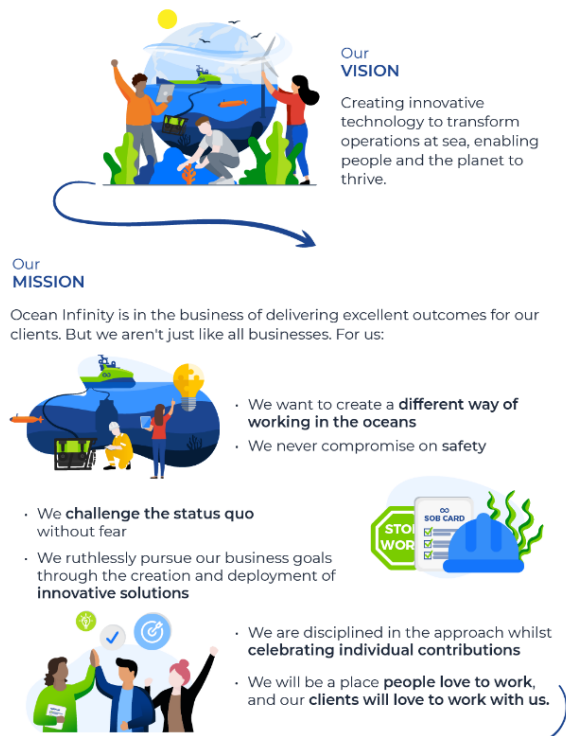 Our
VISION
Creating innovative
technology to transform
operations at sea, enabling
people and the planet to
thrive.
Our
MISSION
Ocean Infinity is in the business of delivering excellent outcomes for our
clients. But we aren't just like all businesses. For us:
• We want to create a different way of
working in the oceans
• We never compromise on safety
• We challenge the status quo
without fear
• We ruthlessly pursue our business goals
through the creation and deployment of
innovative solutions
STOP
WOR
SOB CARD
• We are disciplined in the approach whilst
celebrating individual contributions
• We will be a place people love to work,
and our clients will love to work with us.